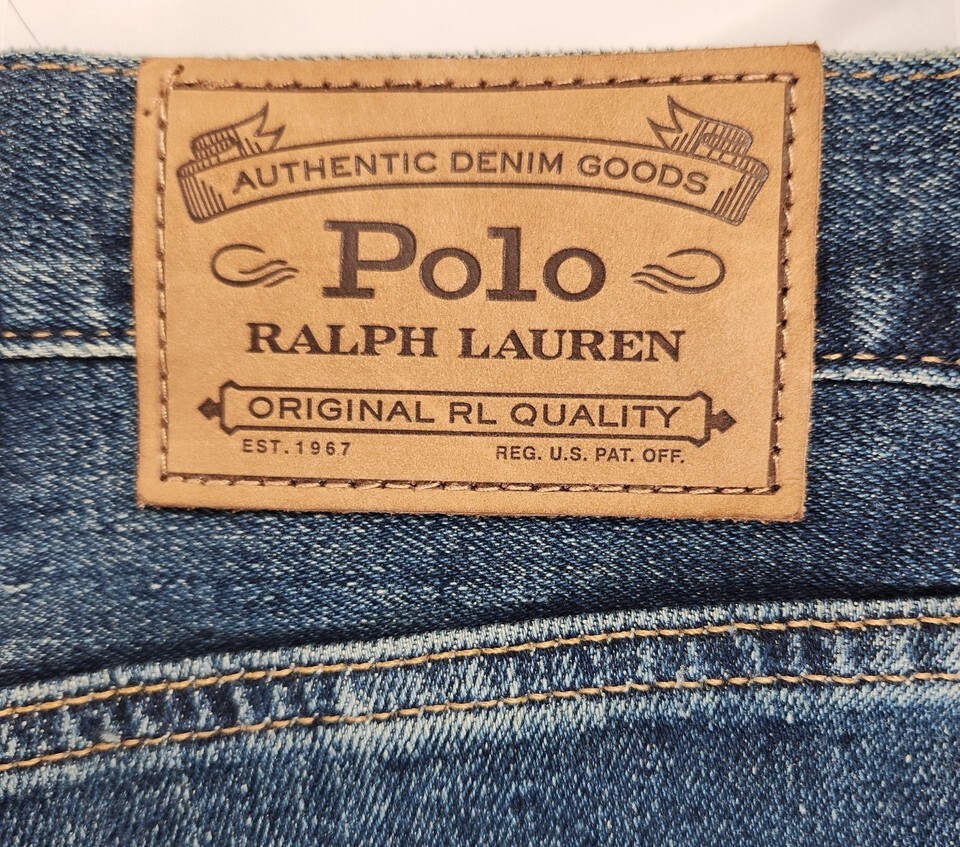 AUTHENTIC DENIM GOODS
Polo
RALPH LAUREN
ORIGINAL RL QUALITY
EST. 1967 REG. U.S. PAT. OFF.